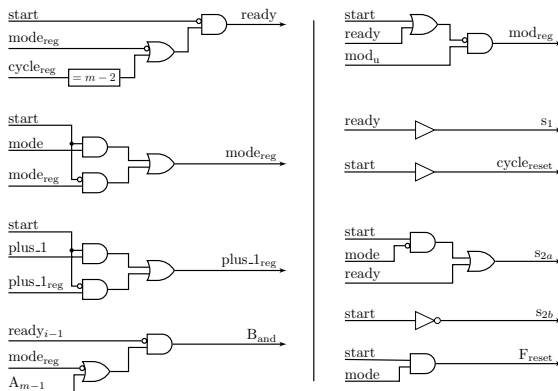 start
ready
mode_reg
cycle_reg
= m − 2
start
mode
mode_reg
mode_reg
start
plus_1
plus_1_reg
plus_1_reg
ready_{i−1}
B_and
mode_reg
A_{m−1}
start
ready
mod_reg
mod_u
ready
s_1
start
cycle_reset
start
mode
s_{2a}
ready
start
s_{2b}
start
F_reset
mode